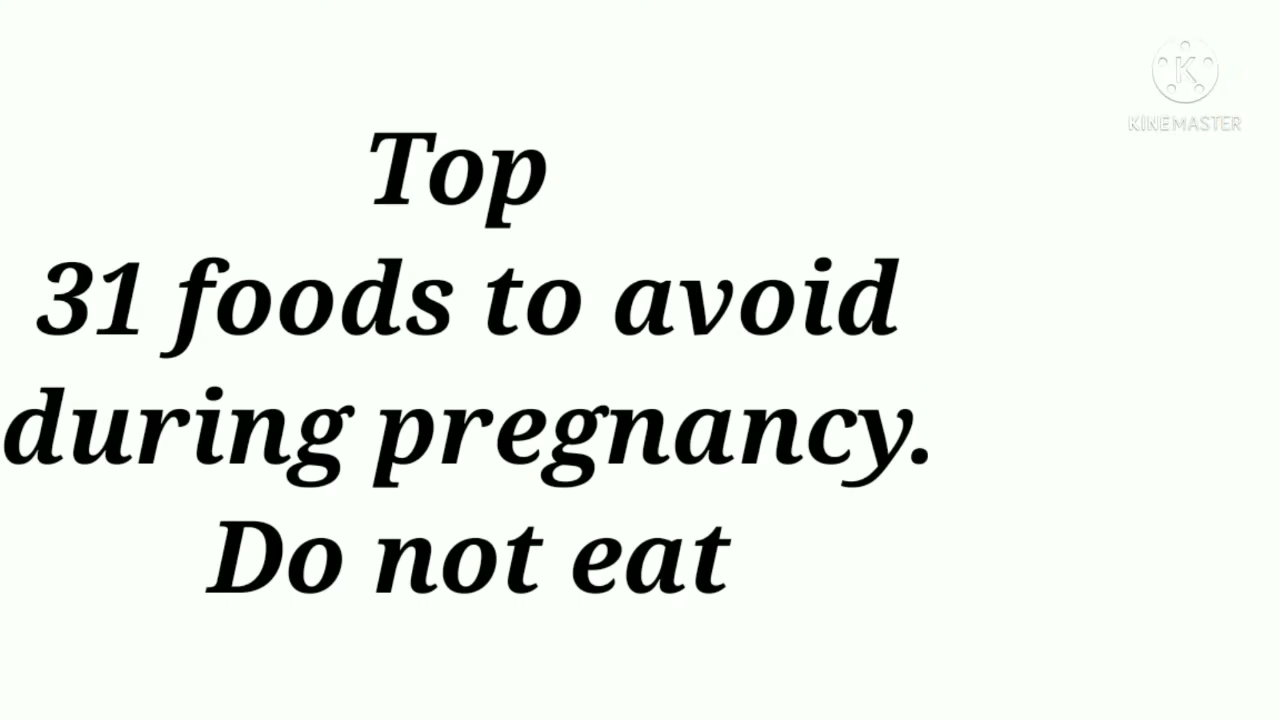 KINEMASTER
Top
31 foods to avoid
during pregnancy.
Do not eat